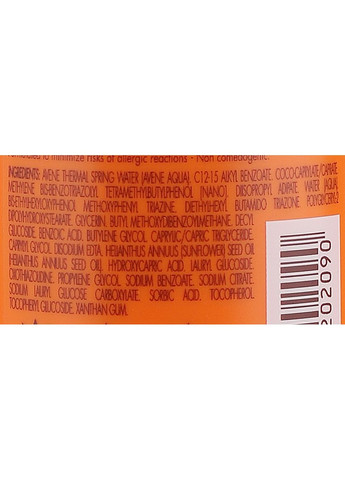 to minimize risks of allergic reactions • Non comedogenic.
INGREDIENTS: AVENE THERMAL SPRING WATER (AVENE AQUA). C12-15 ALKYL BENZOATE. COCO-CAPRYLATE/CAPRATE.
METHYLENE BIS-BENZOTRIAZOLYL TETRAMETHYLBUTYLPHENOL [NANO]. DIISOPROPYL ADIPATE. WATER (AQUA).
BIS-ETHYLHEXYLOXYPHENOL METHOXYPHENYL TRIAZINE. DIETHYLHEXYL BUTAMIDO TRIAZONE. POLYGLYCERYL-2
DIPOLYHYDROXYSTEARATE. GLYCERIN. BUTYL METHOXYDIBENZOYLMETHANE. DECYL
GLUCOSIDE. BENZOIC ACID. BUTYLENE GLYCOL. CAPRYLIC/CAPRIC TRIGLYCERIDE.
CAPRYLYL GLYCOL. DISODIUM EDTA. HELIANTHUS ANNUUS (SUNFLOWER) SEED OIL
(HELIANTHUS ANNUUS SEED OIL). HYDROXYCAPRIC ACID. LAURYL GLUCOSIDE.
OXOTHIAZOLIDINE. PROPYLENE GLYCOL. SODIUM BENZOATE. SODIUM CITRATE.
SODIUM LAURYL GLUCOSE CARBOXYLATE. SORBIC ACID. TOCOPHEROL.
TOCOPHERYL GLUCOSIDE. XANTHAN GUM.
202090